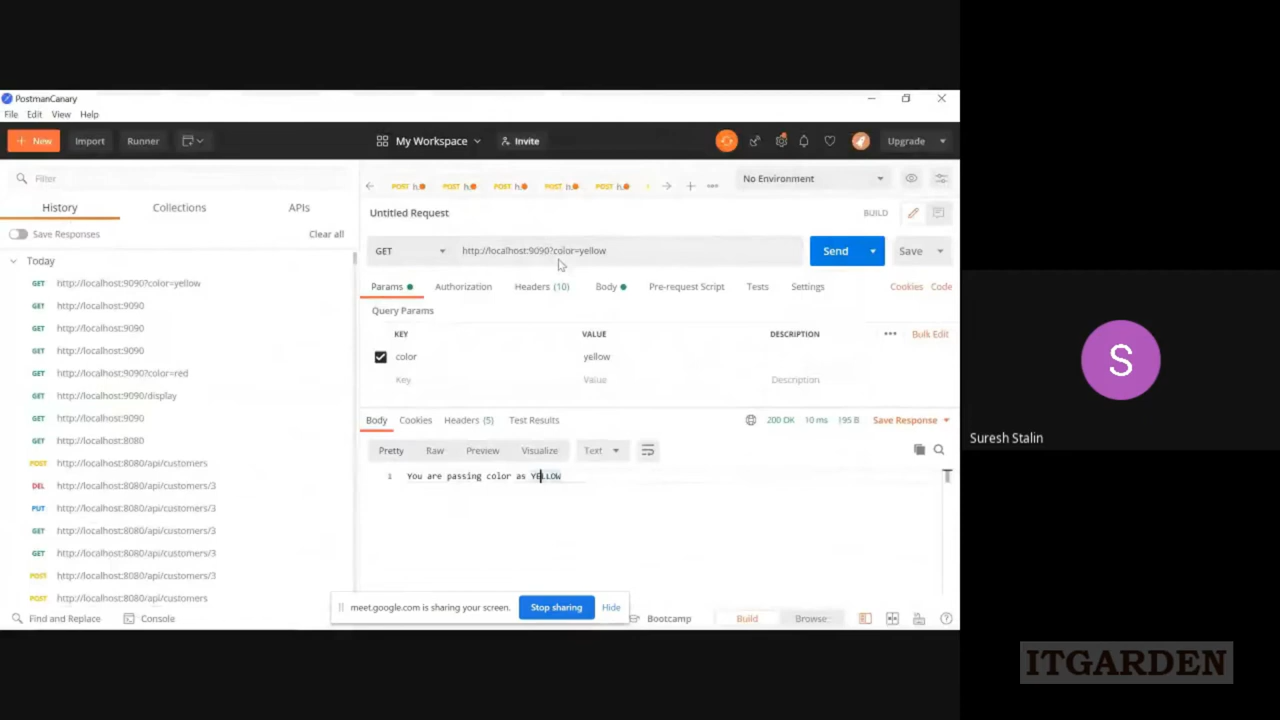 PostmanCanary
File Edit View Help
New Import Runner My Workspace Invite Upgrade
Filter
History Collections APIs
Save Responses Clear all
Today
GET http://localhost:9090?color=yellow
GET http://localhost:9090
GET http://localhost:9090
GET http://localhost:9090
GET http://localhost:9090?color=red
GET http://localhost:9090/display
GET http://localhost:9090
GET http://localhost:8080
POST http://localhost:8080/api/customers
DEL http://localhost:8080/api/customers/3
PUT http://localhost:8080/api/customers/3
GET http://localhost:8080/api/customers/3
GET http://localhost:8080/api/customers/3
POST http://localhost:8080/api/customers/3
POST http://localhost:8080/api/customers
Find and Replace Console
POST h. POST h. POST h. POST h. POST h. No Environment
Untitled Request BUILD
GET http://localhost:9090?color=yellow Send Save
Params Authorization Headers (10) Body Pre-request Script Tests Settings Cookies Code
Query Params
KEY VALUE DESCRIPTION Bulk Edit
color yellow
Key Value Description
Body Cookies Headers (5) Test Results 200 OK 10 ms 195 B Save Response
Pretty Raw Preview Visualize Text
1 You are passing color as YELLOW
meet.google.com is sharing your screen. Stop sharing Hide
Bootcamp Build Browse
S
Suresh Stalin
ITGARDEN